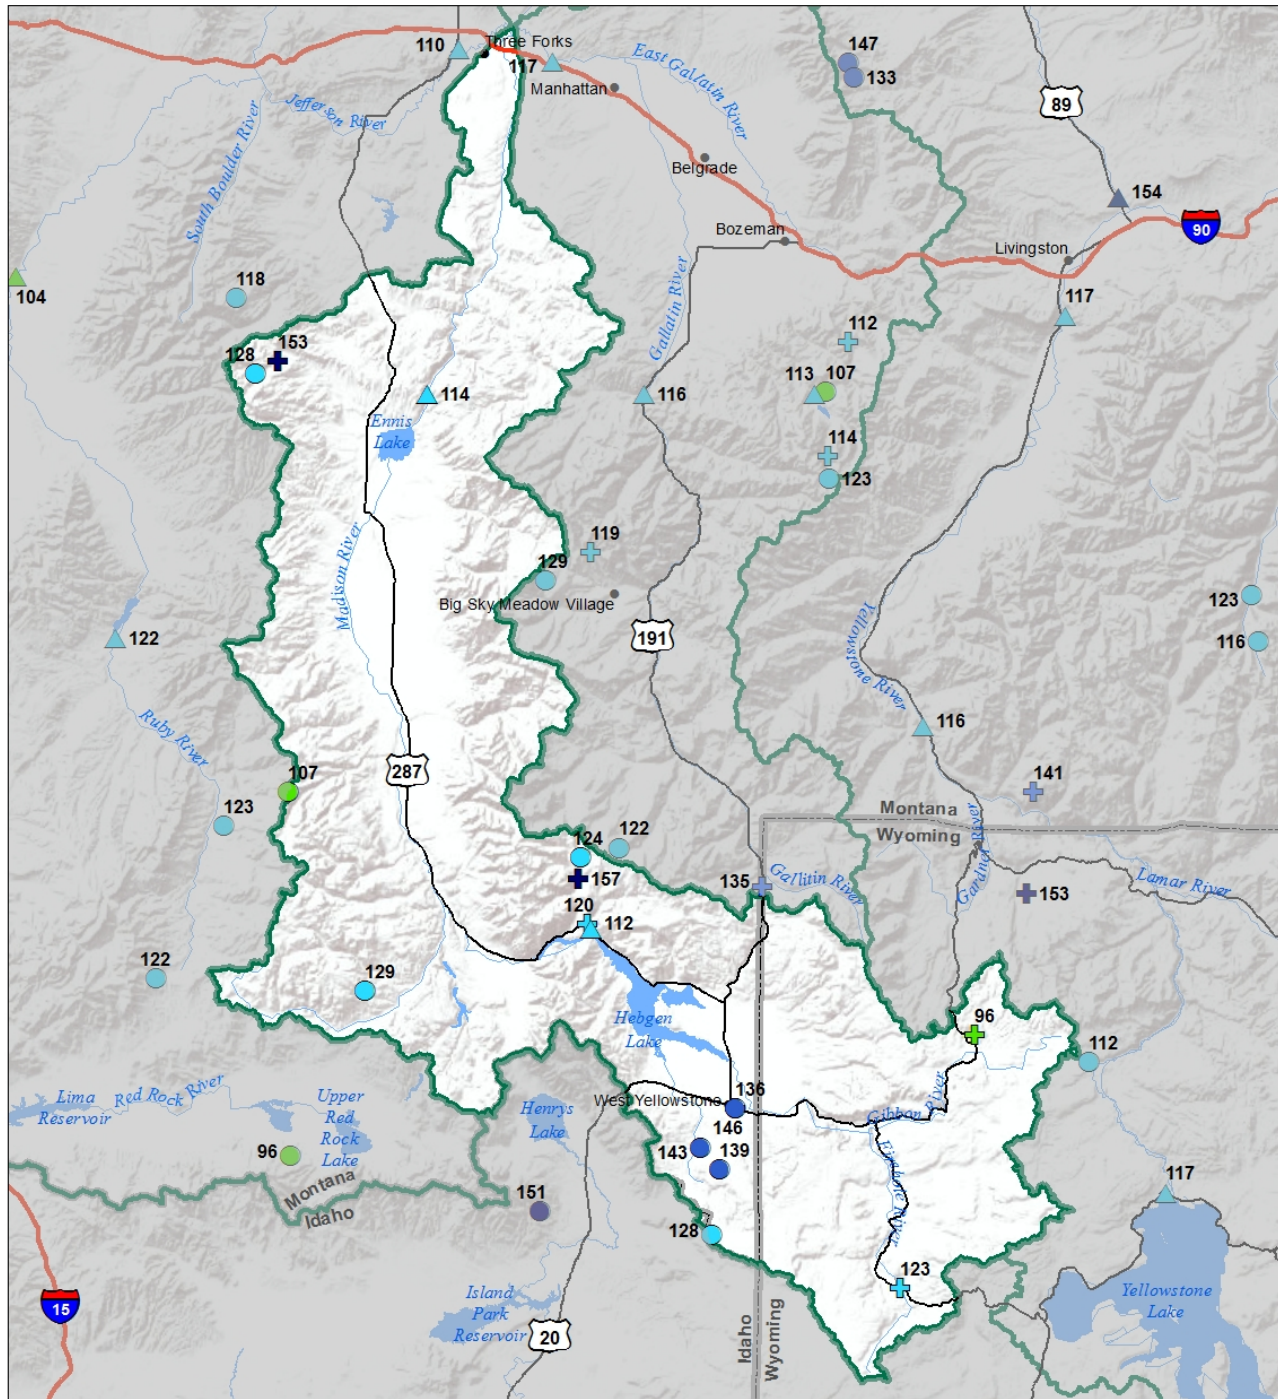 147
133
110
Three Forks
117
East Gallatin River
Manhattan
89
Jefferson River
South Boulder River
Belgrade
154
Bozeman
90
Livingston
104
118
Gallatin River
117
112
153
128
107
113
114
116
Ennis
Lake
114
123
119
129
Big Sky Meadow Village
Madison River
123
191
116
122
Yellowstone River
Ruby River
116
107
287
141
123
Montana
Wyoming
124
122
Gardner River
157
135
Gallitin River
153
Lamar River
120
112
122
129
96
Hebgen
Lake
112
Lima
Reservoir
Red Rock River
Upper
Red
Rock
Lake
Henrys
Lake
West Yellowstone
136
Gibbon River
146
143
139
96
Montana
Idaho
Firehole River
117
151
128
123
15
Island
Park
Reservoir
20
Idaho
Wyoming
Yellowstone
Lake